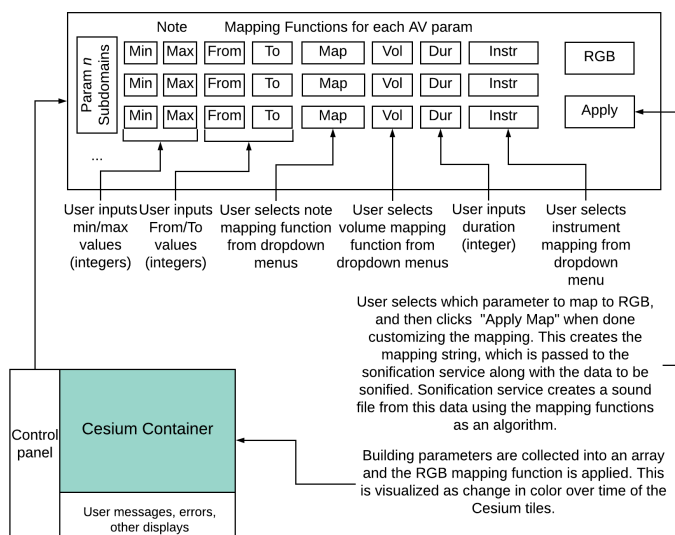 Note Mapping Functions for each AV param
Param n
Subdomains
Min Max From To Map Vol Dur Instr
Min Max From To Map Vol Dur Instr
Min Max From To Map Vol Dur Instr
...
RGB
Apply
User inputs
min/max
values
(integers)
User inputs
From/To
values
(integers)
User selects note
mapping function
from dropdown
menus
User selects
volume mapping
function from
dropdown menus
User inputs
duration
(integer)
User selects
instrument
mapping from
dropdown
menu
User selects which parameter to map to RGB,
and then clicks "Apply Map" when done
customizing the mapping. This creates the
mapping string, which is passed to the
sonification service along with the data to be
sonified. Sonification service creates a sound
file from this data using the mapping functions
as an algorithm.
Control
panel
Cesium Container
User messages, errors,
other displays
Building parameters are collected into an array
and the RGB mapping function is applied. This
is visualized as change in color over time of the
Cesium tiles.